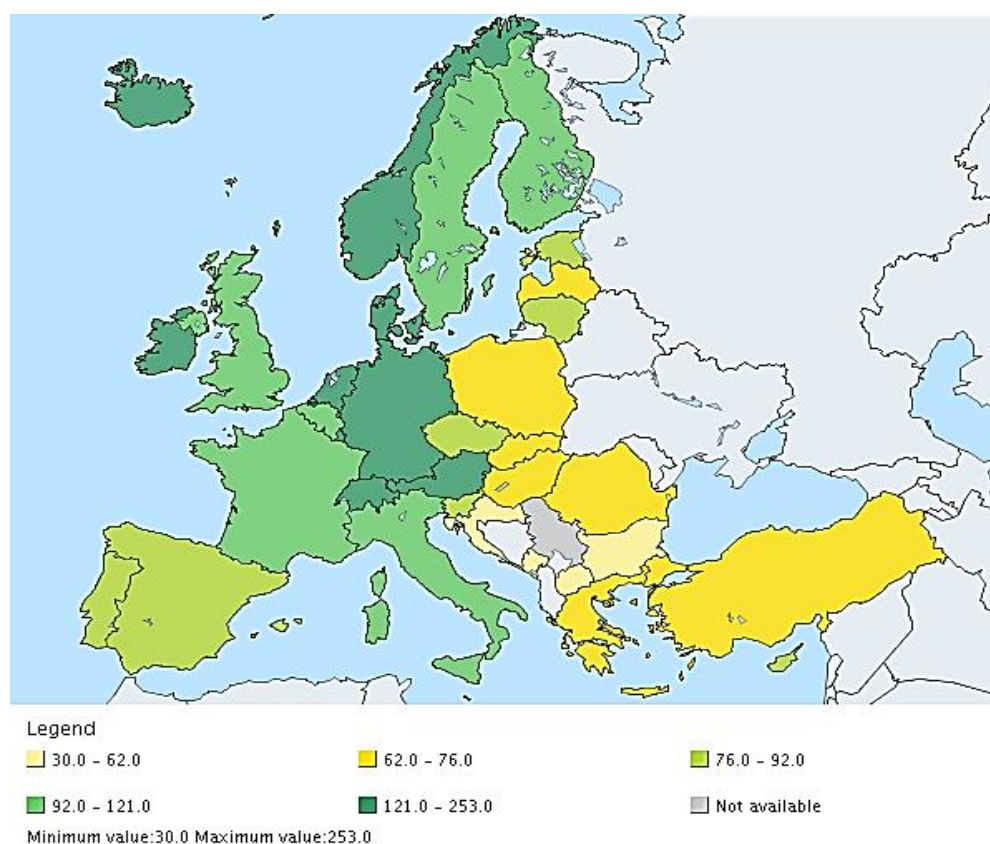 Legend
30.0 - 62.0 62.0 - 76.0 76.0 - 92.0
92.0 - 121.0 121.0 - 253.0 Not available
Minimum value:30.0 Maximum value:253.0